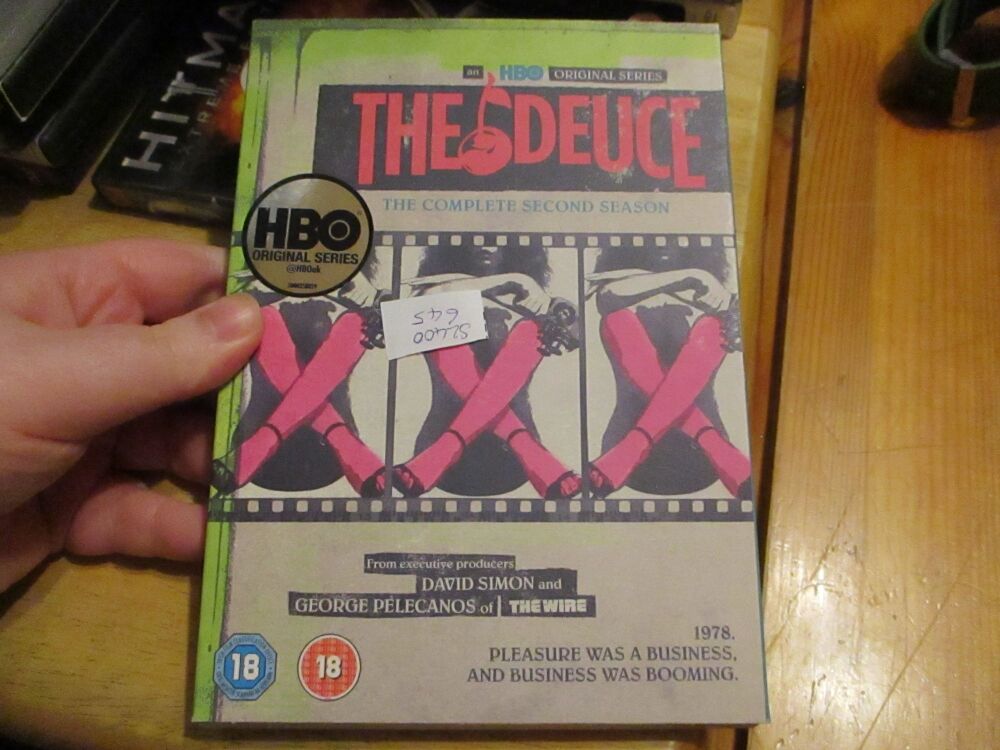 an HBO ORIGINAL SERIES
THE DEUCE
THE COMPLETE SECOND SEASON
HBO
ORIGINAL SERIES
@HBOuk
52400
645
From executive producers
DAVID SIMON and
GEORGE PELECANOS of THE WIRE
1978.
PLEASURE WAS A BUSINESS,
AND BUSINESS WAS BOOMING.
18
18
HITMA